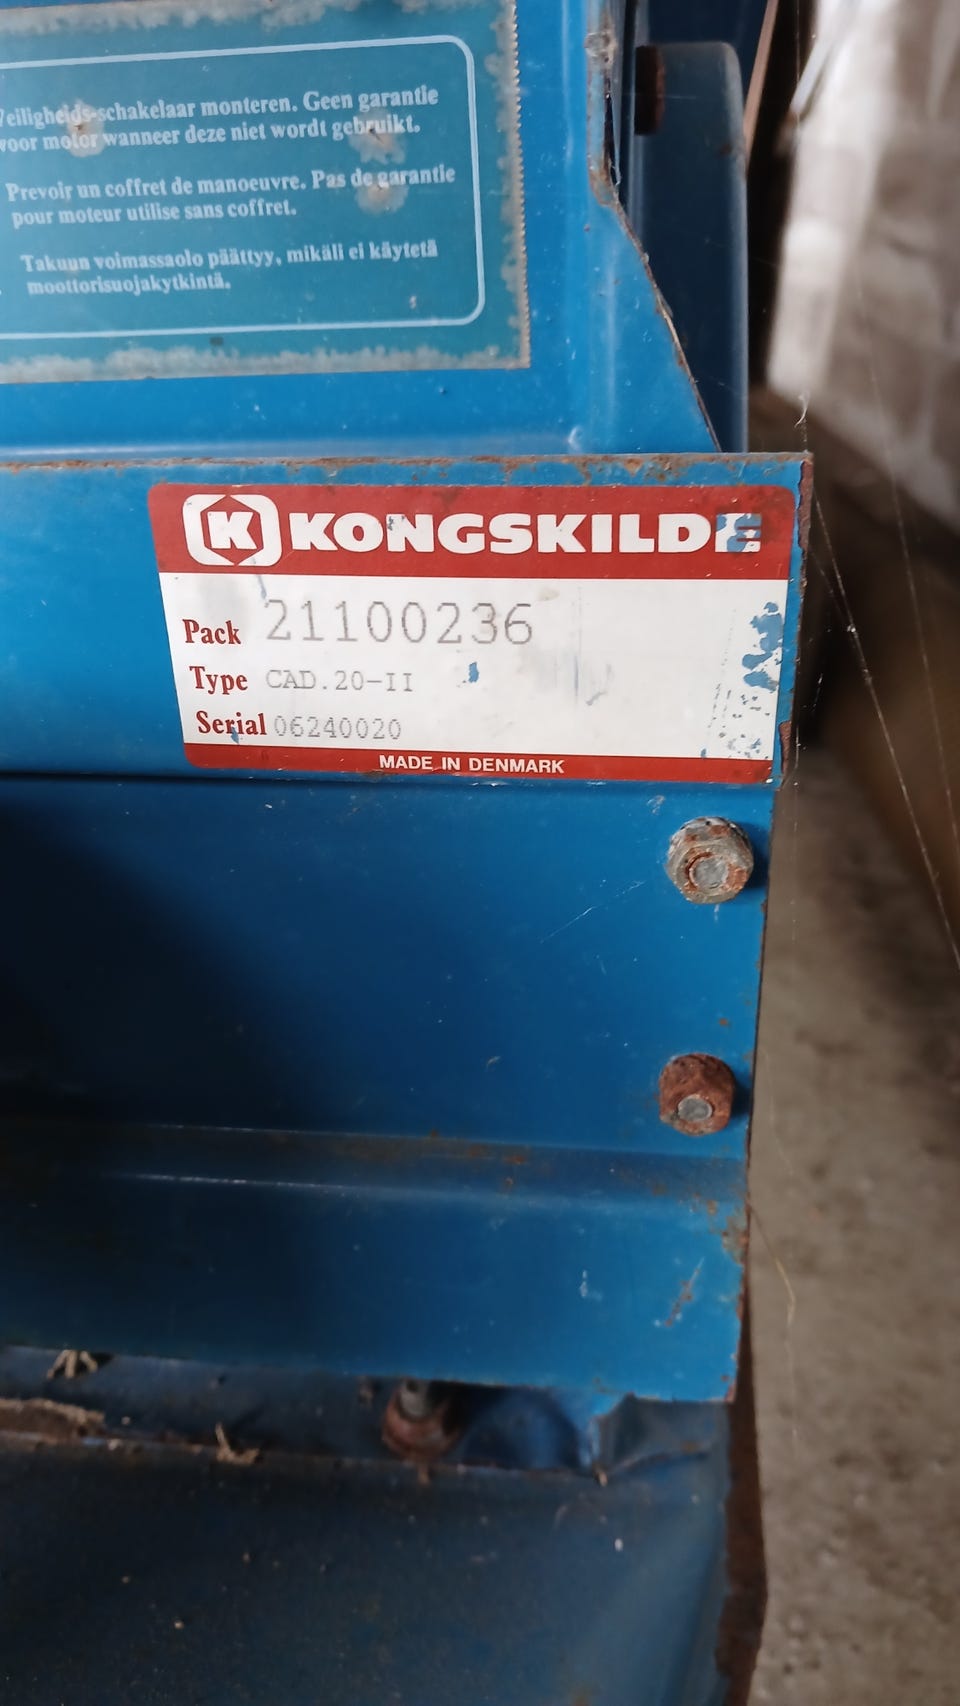 Veiligheids-schakelaar monteren. Geen garantie
voor motor wanneer deze niet wordt gebruikt.
Prevoir un coffret de manoeuvre. Pas de garantie
pour moteur utilise sans coffret.
Takuun voimassaolo päättyy, mikäli ei käytetä
moottorisuojakytkintä.
K KONGSKILDE
Pack 21100236
Type CAD.20-II
Serial 06240020
MADE IN DENMARK